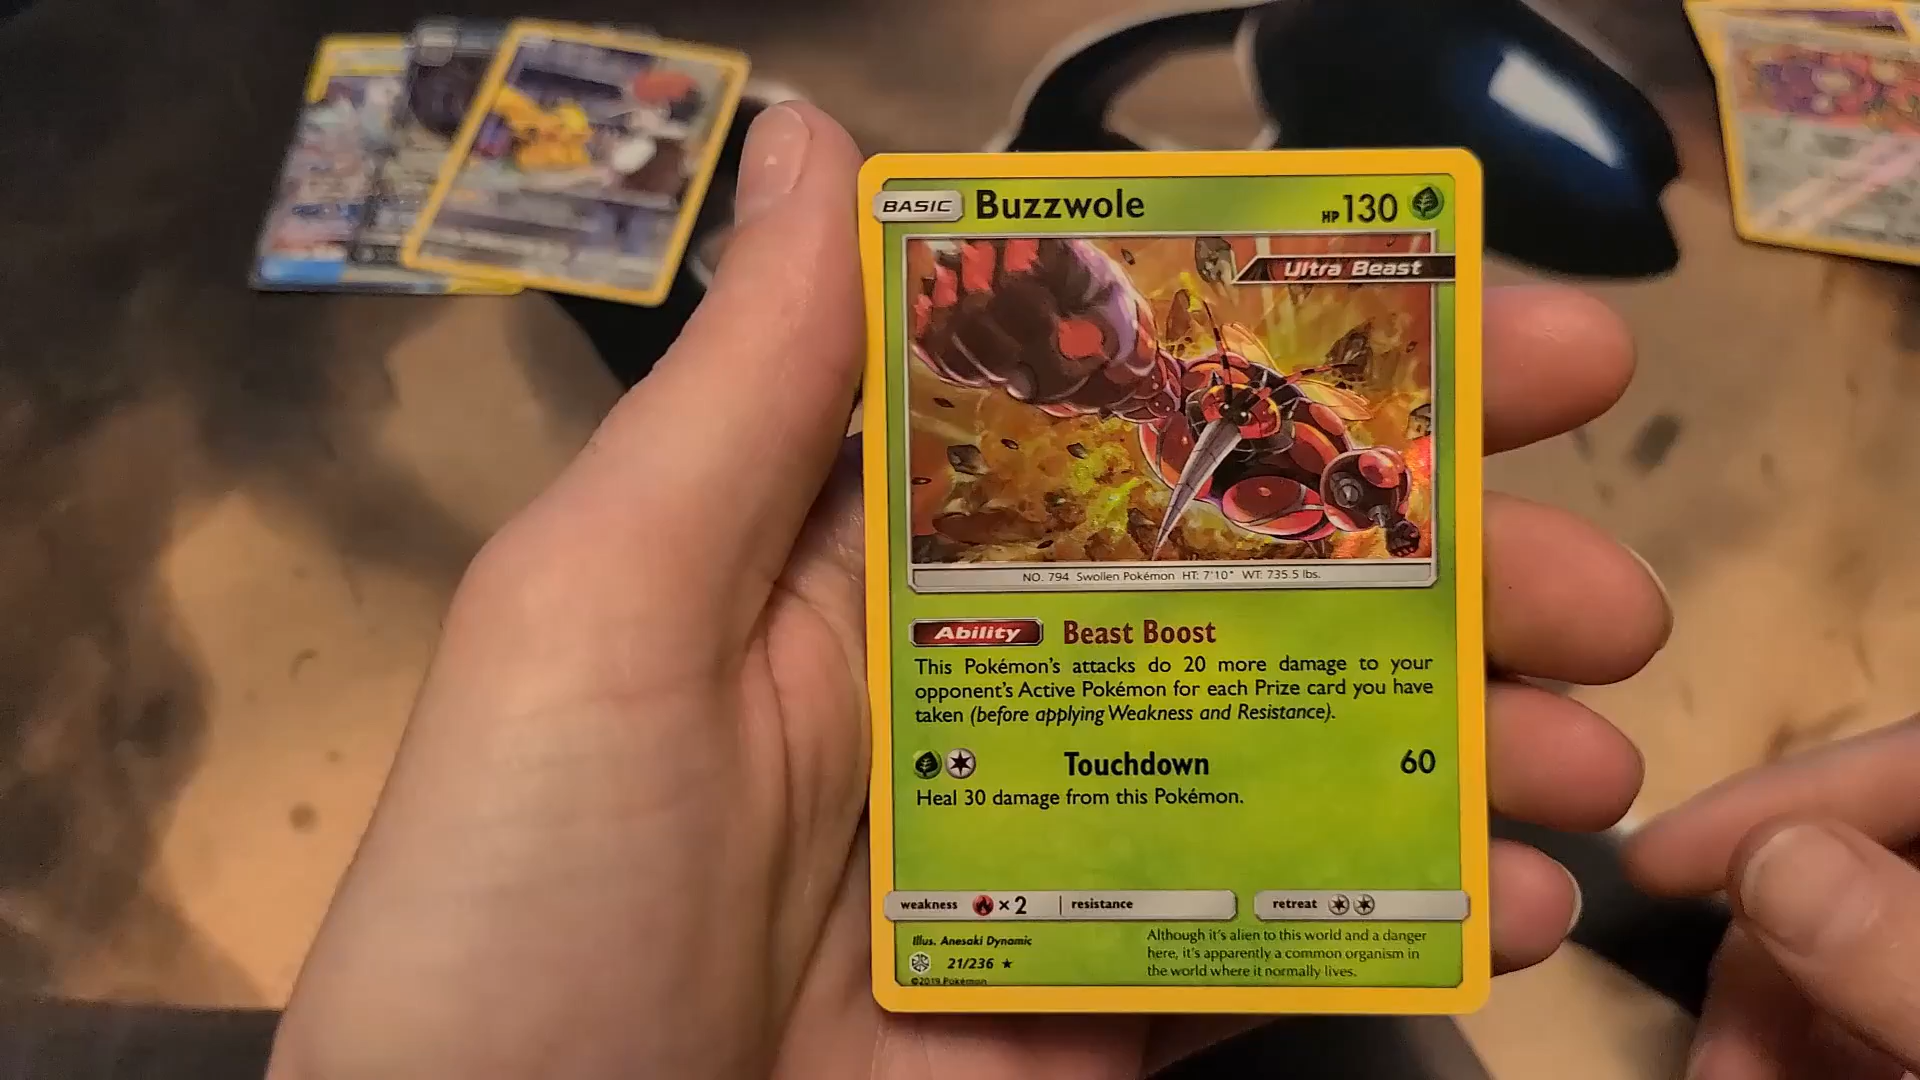 BASIC Buzzwole HP 130
Ultra Beast
NO. 794 Swollen Pokémon HT: 7'10" WT: 735.5 lbs.
Ability Beast Boost
This Pokémon's attacks do 20 more damage to your
opponent's Active Pokémon for each Prize card you have
taken (before applying Weakness and Resistance).
Touchdown 60
Heal 30 damage from this Pokémon.
weakness ×2 resistance retreat
Illus. Anesaki Dynamic
21/236
©2019 Pokémon
Although it's alien to this world and a danger
here, it's apparently a common organism in
the world where it normally lives.